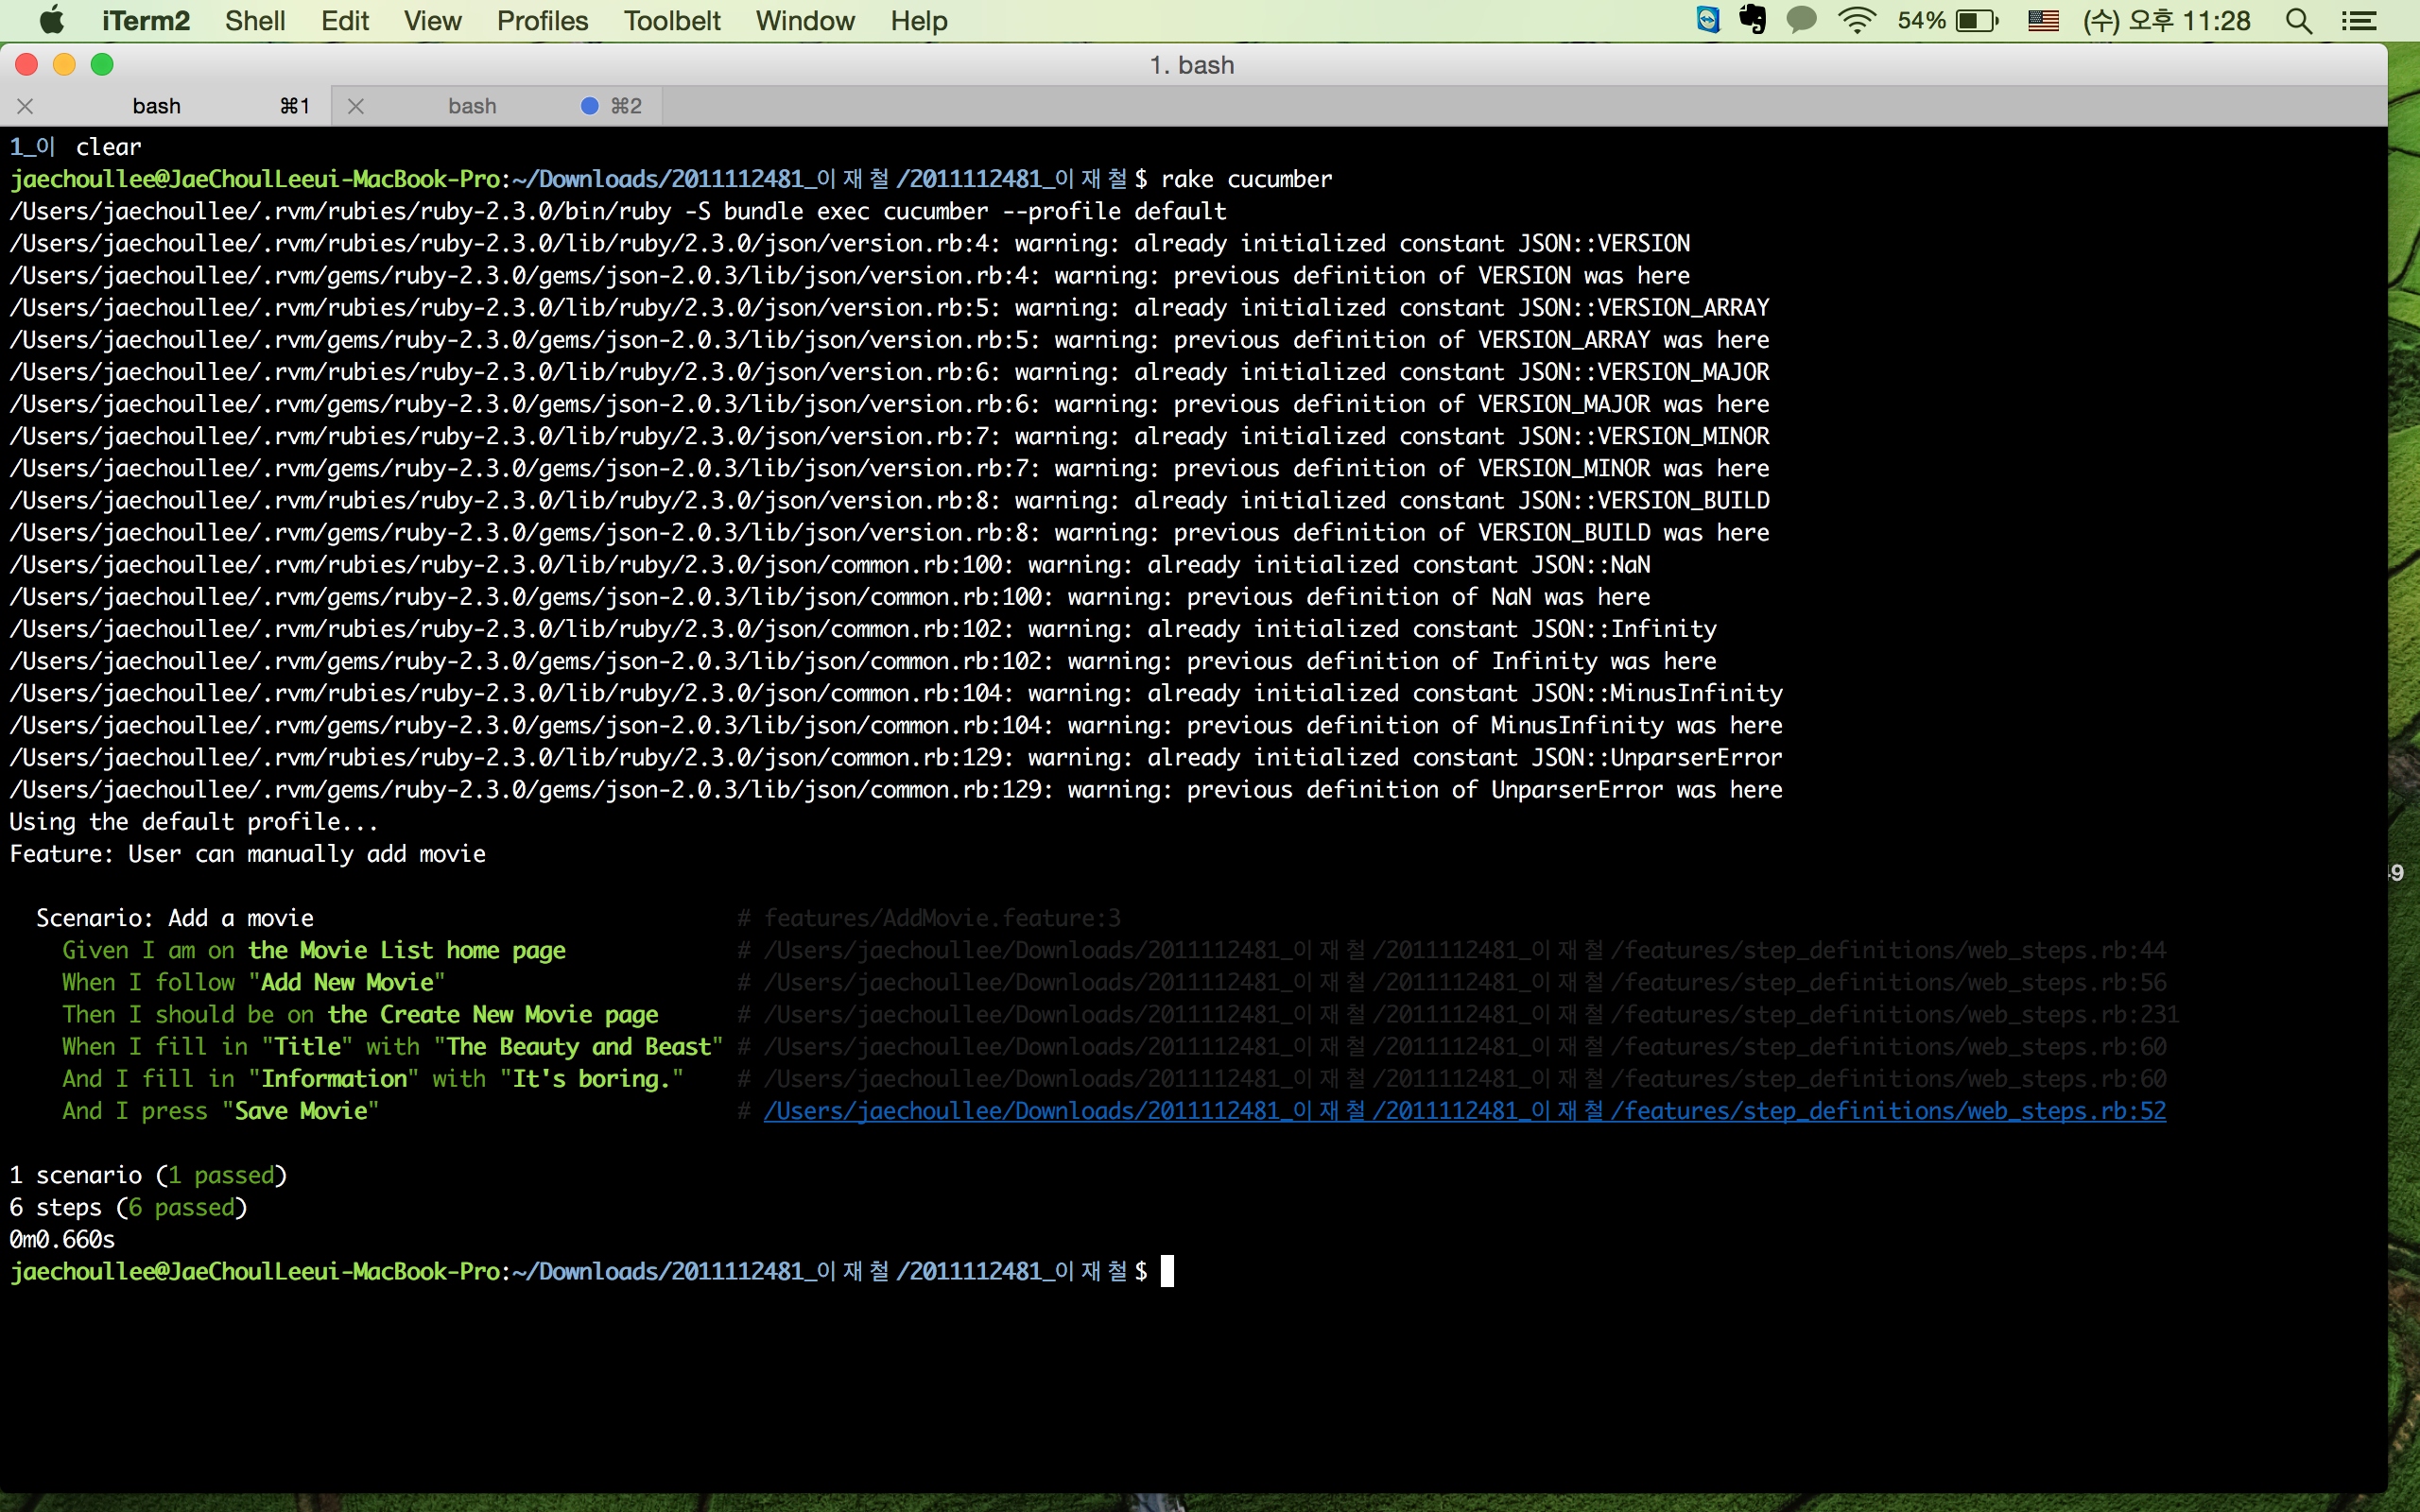 iTerm2 Shell Edit View Profiles Toolbelt Window Help 54% (수) 오후 11:28
1. bash
bash ⌘1 bash ⌘2
1_이 clear
jaechoullee@JaeChoulLeeui-MacBook-Pro:~/Downloads/2011112481_이재철/2011112481_이재철$ rake cucumber
/Users/jaechoullee/.rvm/rubies/ruby-2.3.0/bin/ruby -S bundle exec cucumber --profile default
/Users/jaechoullee/.rvm/rubies/ruby-2.3.0/lib/ruby/2.3.0/json/version.rb:4: warning: already initialized constant JSON::VERSION
/Users/jaechoullee/.rvm/gems/ruby-2.3.0/gems/json-2.0.3/lib/json/version.rb:4: warning: previous definition of VERSION was here
/Users/jaechoullee/.rvm/rubies/ruby-2.3.0/lib/ruby/2.3.0/json/version.rb:5: warning: already initialized constant JSON::VERSION_ARRAY
/Users/jaechoullee/.rvm/gems/ruby-2.3.0/gems/json-2.0.3/lib/json/version.rb:5: warning: previous definition of VERSION_ARRAY was here
/Users/jaechoullee/.rvm/rubies/ruby-2.3.0/lib/ruby/2.3.0/json/version.rb:6: warning: already initialized constant JSON::VERSION_MAJOR
/Users/jaechoullee/.rvm/gems/ruby-2.3.0/gems/json-2.0.3/lib/json/version.rb:6: warning: previous definition of VERSION_MAJOR was here
/Users/jaechoullee/.rvm/rubies/ruby-2.3.0/lib/ruby/2.3.0/json/version.rb:7: warning: already initialized constant JSON::VERSION_MINOR
/Users/jaechoullee/.rvm/gems/ruby-2.3.0/gems/json-2.0.3/lib/json/version.rb:7: warning: previous definition of VERSION_MINOR was here
/Users/jaechoullee/.rvm/rubies/ruby-2.3.0/lib/ruby/2.3.0/json/version.rb:8: warning: already initialized constant JSON::VERSION_BUILD
/Users/jaechoullee/.rvm/gems/ruby-2.3.0/gems/json-2.0.3/lib/json/version.rb:8: warning: previous definition of VERSION_BUILD was here
/Users/jaechoullee/.rvm/rubies/ruby-2.3.0/lib/ruby/2.3.0/json/common.rb:100: warning: already initialized constant JSON::NaN
/Users/jaechoullee/.rvm/gems/ruby-2.3.0/gems/json-2.0.3/lib/json/common.rb:100: warning: previous definition of NaN was here
/Users/jaechoullee/.rvm/rubies/ruby-2.3.0/lib/ruby/2.3.0/json/common.rb:102: warning: already initialized constant JSON::Infinity
/Users/jaechoullee/.rvm/gems/ruby-2.3.0/gems/json-2.0.3/lib/json/common.rb:102: warning: previous definition of Infinity was here
/Users/jaechoullee/.rvm/rubies/ruby-2.3.0/lib/ruby/2.3.0/json/common.rb:104: warning: already initialized constant JSON::MinusInfinity
/Users/jaechoullee/.rvm/gems/ruby-2.3.0/gems/json-2.0.3/lib/json/common.rb:104: warning: previous definition of MinusInfinity was here
/Users/jaechoullee/.rvm/rubies/ruby-2.3.0/lib/ruby/2.3.0/json/common.rb:129: warning: already initialized constant JSON::UnparserError
/Users/jaechoullee/.rvm/gems/ruby-2.3.0/gems/json-2.0.3/lib/json/common.rb:129: warning: previous definition of UnparserError was here
Using the default profile...
Feature: User can manually add movie
Scenario: Add a movie # features/AddMovie.feature:3
Given I am on the Movie List home page # /Users/jaechoullee/Downloads/2011112481_이재철/2011112481_이재철/features/step_definitions/web_steps.rb:44
When I follow "Add New Movie" # /Users/jaechoullee/Downloads/2011112481_이재철/2011112481_이재철/features/step_definitions/web_steps.rb:56
Then I should be on the Create New Movie page # /Users/jaechoullee/Downloads/2011112481_이재철/2011112481_이재철/features/step_definitions/web_steps.rb:231
When I fill in "Title" with "The Beauty and Beast" # /Users/jaechoullee/Downloads/2011112481_이재철/2011112481_이재철/features/step_definitions/web_steps.rb:60
And I fill in "Information" with "It's boring." # /Users/jaechoullee/Downloads/2011112481_이재철/2011112481_이재철/features/step_definitions/web_steps.rb:60
And I press "Save Movie" # /Users/jaechoullee/Downloads/2011112481_이재철/2011112481_이재철/features/step_definitions/web_steps.rb:52
1 scenario (1 passed)
6 steps (6 passed)
0m0.660s
jaechoullee@JaeChoulLeeui-MacBook-Pro:~/Downloads/2011112481_이재철/2011112481_이재철$